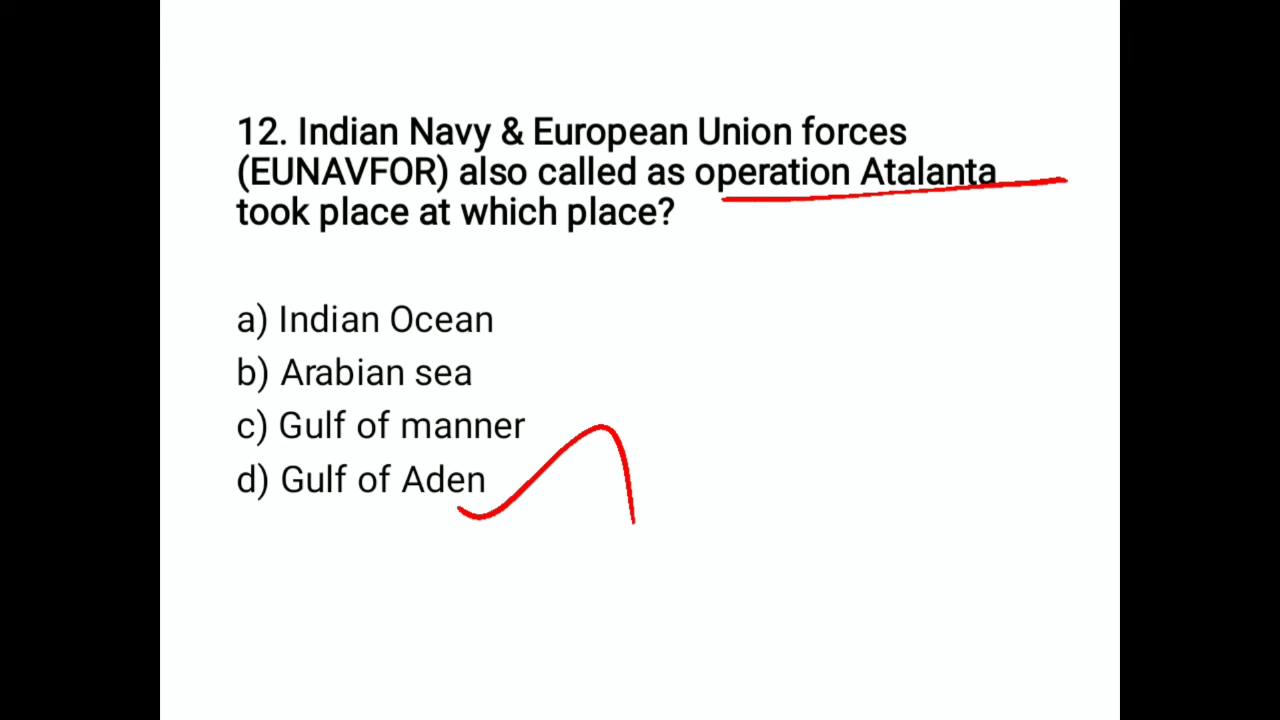 12. Indian Navy & European Union forces
(EUNAVFOR) also called as operation Atalanta
took place at which place?
a) Indian Ocean
b) Arabian sea
c) Gulf of manner
d) Gulf of Aden